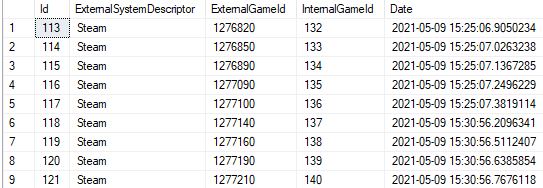 Id ExternalSystemDescriptor ExternalGameId InternalGameId Date
1 113 Steam 1276820 132 2021-05-09 15:25:06.9050234
2 114 Steam 1276850 133 2021-05-09 15:25:07.0263238
3 115 Steam 1276890 134 2021-05-09 15:25:07.1367285
4 116 Steam 1277090 135 2021-05-09 15:25:07.2496229
5 117 Steam 1277100 136 2021-05-09 15:25:07.3819114
6 118 Steam 1277140 137 2021-05-09 15:30:56.2096341
7 119 Steam 1277160 138 2021-05-09 15:30:56.5112407
8 120 Steam 1277190 139 2021-05-09 15:30:56.6385854
9 121 Steam 1277210 140 2021-05-09 15:30:56.7676118